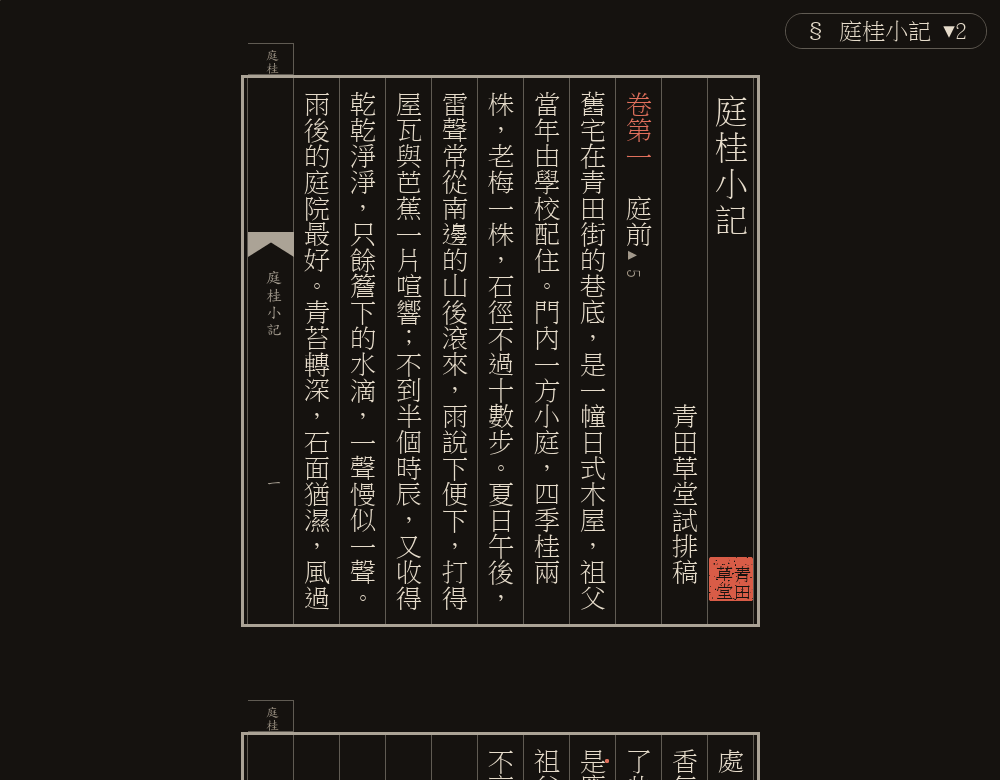 § 庭桂小記 ▼2
庭桂
庭桂小記
青田草堂
青田草堂試排稿
卷第一 庭前▶5
舊宅在青田街的巷底，是一幢日式木屋，祖父
當年由學校配住。門內一方小庭，四季桂兩
株，老梅一株，石徑不過十數步。夏日午後，
雷聲常從南邊的山後滾來，雨說下便下，打得
屋瓦與芭蕉一片喧響；不到半個時辰，又收得
乾乾淨淨，只餘簷下的水滴，一聲慢似一聲。
雨後的庭院最好。青苔轉深，石面猶濕，風過
庭桂小記
一
庭桂
處
香
了
是
祖
不